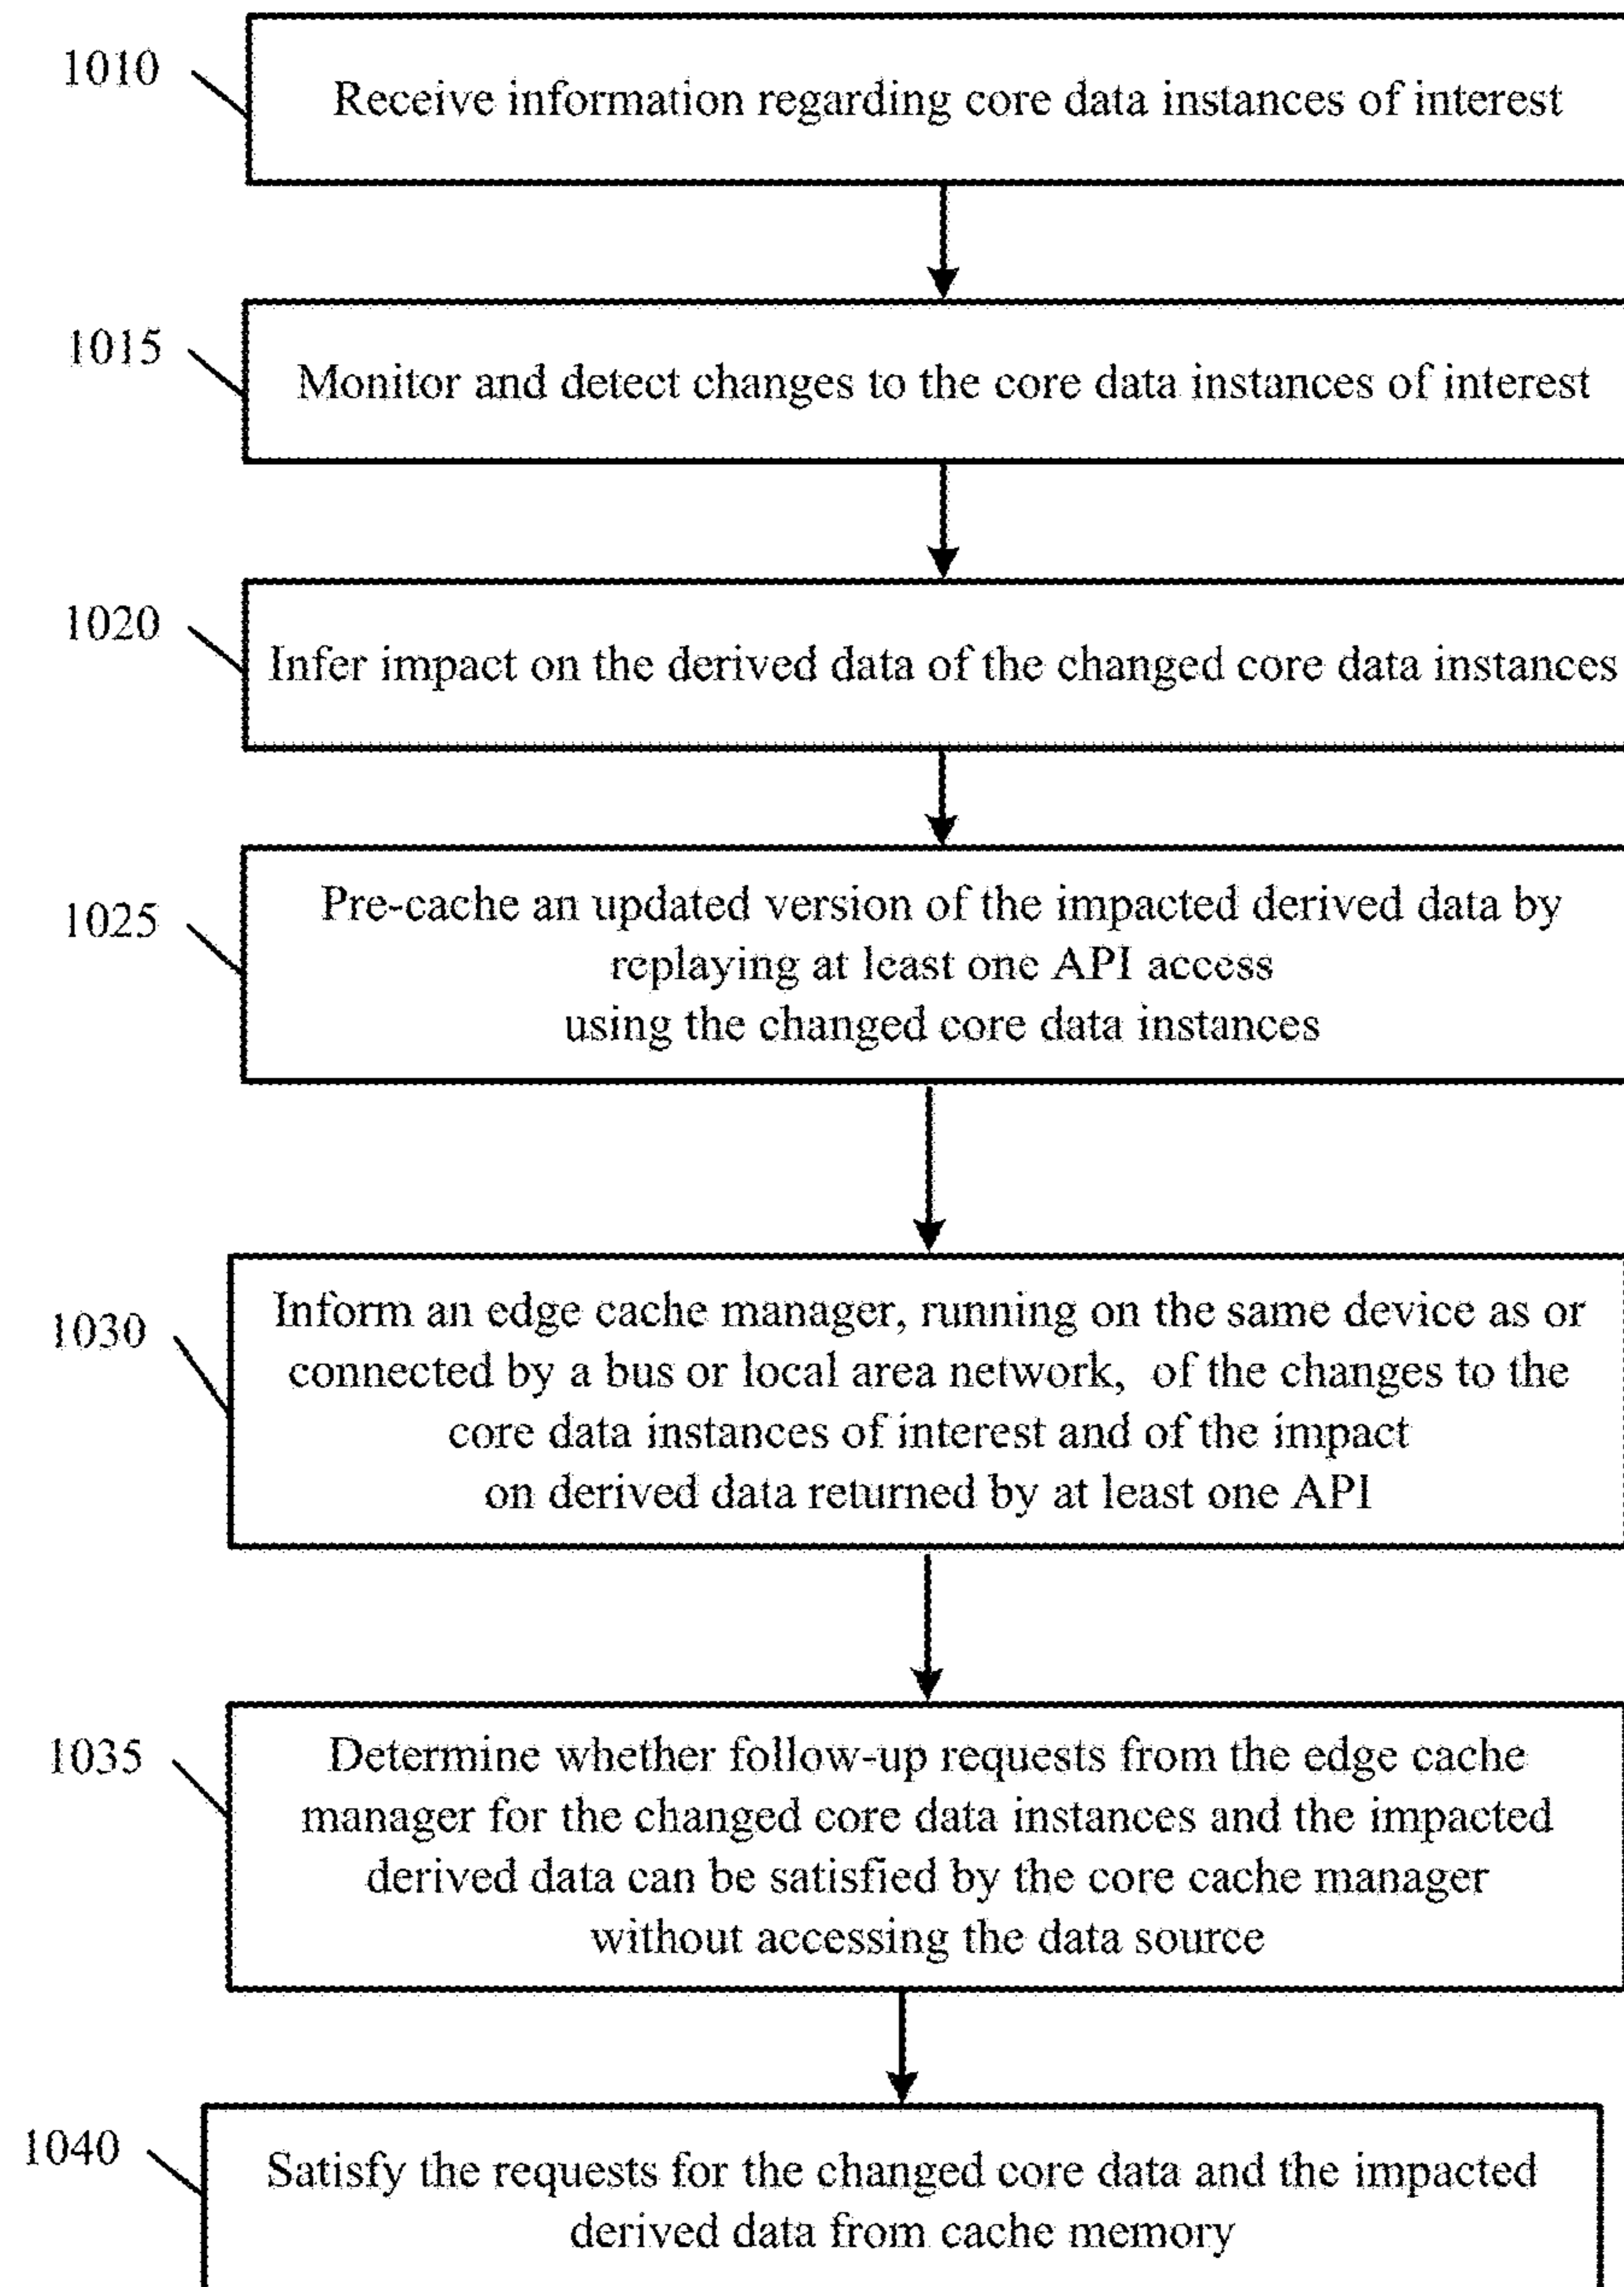 1010
Receive information regarding core data instances of interest
1015
Monitor and detect changes to the core data instances of interest
1020
Infer impact on the derived data of the changed core data instances
1025
Pre-cache an updated version of the impacted derived data by
replaying at least one API access
using the changed core data instances
1030
Inform an edge cache manager, running on the same device as or
connected by a bus or local area network, of the changes to the
core data instances of interest and of the impact
on derived data returned by at least one API
1035
Determine whether follow-up requests from the edge cache
manager for the changed core data instances and the impacted
derived data can be satisfied by the core cache manager
without accessing the data source
1040
Satisfy the requests for the changed core data and the impacted
derived data from cache memory